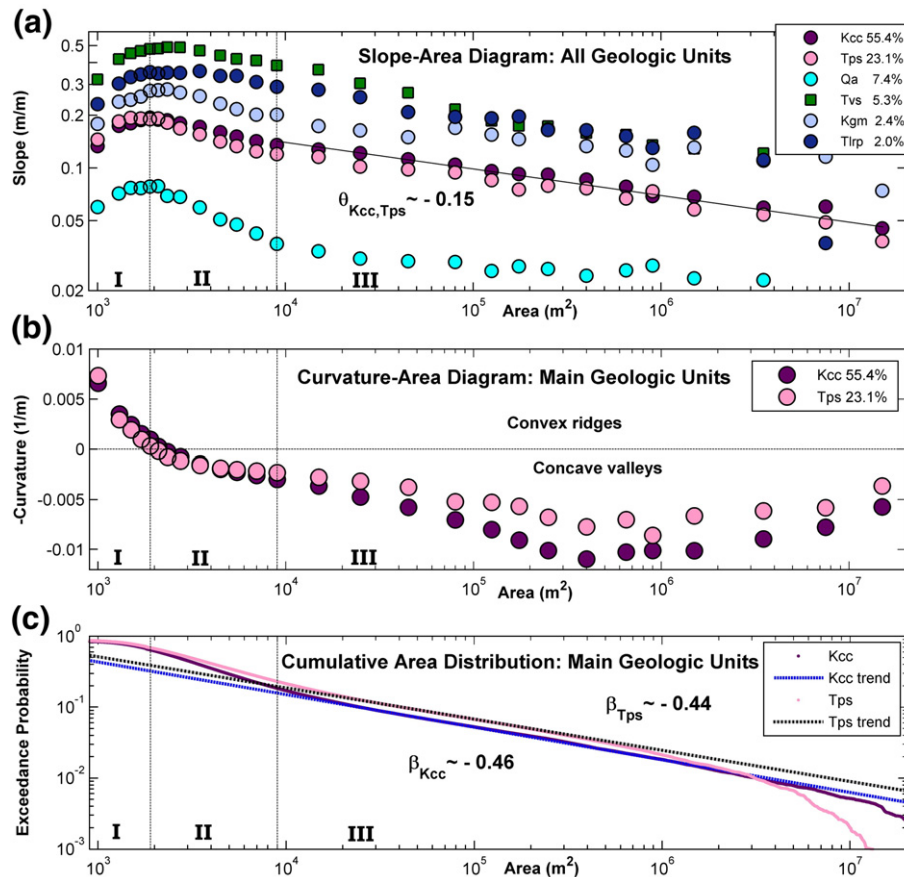 (a)
Slope-Area Diagram: All Geologic Units
Kcc 55.4%
Tps 23.1%
Qa 7.4%
Tvs 5.3%
Kgm 2.4%
Tlrp 2.0%
Slope (m/m)
0.5
0.3
0.2
0.1
0.05
0.02
θKcc,Tps ~ - 0.15
I II III
10³ 10⁴ 10⁵ 10⁶ 10⁷
Area (m²)
(b)
Curvature-Area Diagram: Main Geologic Units
Kcc 55.4%
Tps 23.1%
-Curvature (1/m)
0.01
0.005
0
-0.005
-0.01
Convex ridges
Concave valleys
I II III
10³ 10⁴ 10⁵ 10⁶ 10⁷
Area (m²)
(c)
Cumulative Area Distribution: Main Geologic Units
Kcc
Kcc trend
Tps
Tps trend
Exceedance Probability
10⁰
10⁻¹
10⁻²
10⁻³
βTps ~ - 0.44
βKcc ~ - 0.46
I II III
10³ 10⁴ 10⁵ 10⁶ 10⁷
Area (m²)